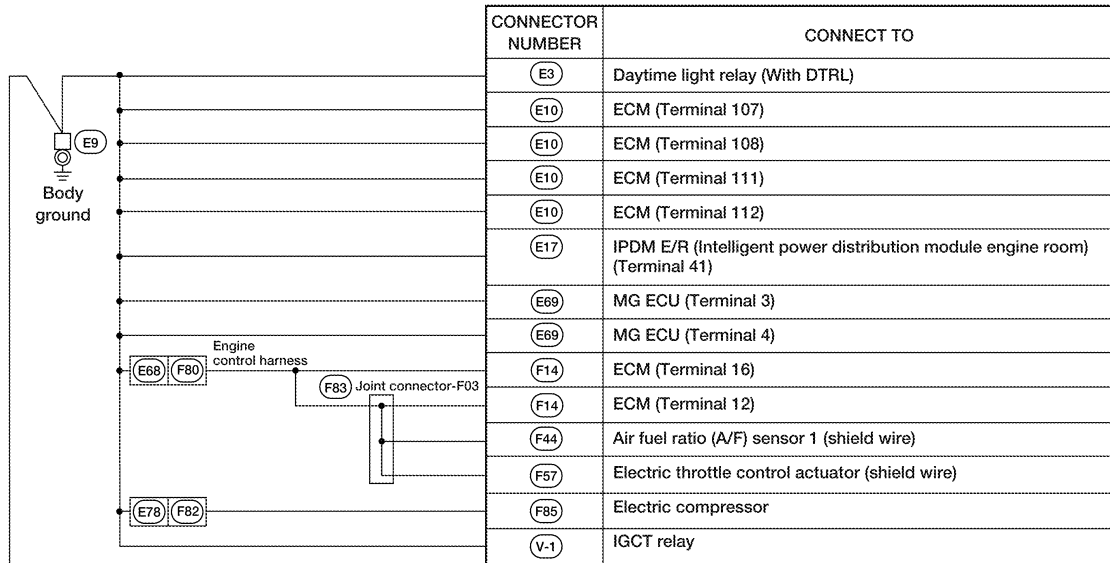 CONNECTOR NUMBER CONNECT TO
E3 Daytime light relay (With DTRL)
E10 ECM (Terminal 107)
E9
E10 ECM (Terminal 108)
E10 ECM (Terminal 111)
Body
ground
E10 ECM (Terminal 112)
E17 IPDM E/R (Intelligent power distribution module engine room)
(Terminal 41)
E69 MG ECU (Terminal 3)
E69 MG ECU (Terminal 4)
Engine
control harness
E68 F80
F14 ECM (Terminal 16)
F83 Joint connector-F03
F14 ECM (Terminal 12)
F44 Air fuel ratio (A/F) sensor 1 (shield wire)
F57 Electric throttle control actuator (shield wire)
E78 F82
F85 Electric compressor
V-1 IGCT relay